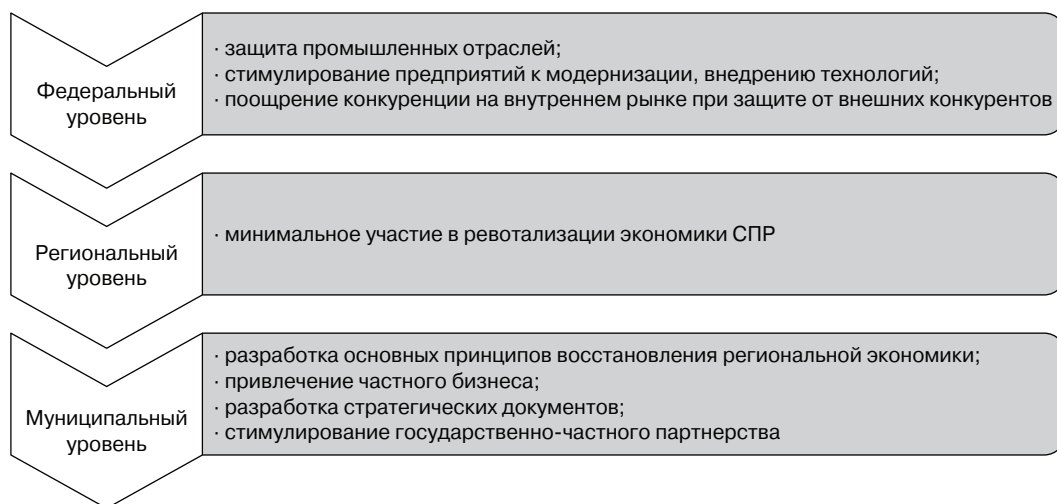 Федеральный
уровень
· защита промышленных отраслей;
· стимулирование предприятий к модернизации, внедрению технологий;
· поощрение конкуренции на внутреннем рынке при защите от внешних конкурентов
Региональный
уровень
· минимальное участие в ревотализации экономики СПР
Муниципальный
уровень
· разработка основных принципов восстановления региональной экономики;
· привлечение частного бизнеса;
· разработка стратегических документов;
· стимулирование государственно-частного партнерства